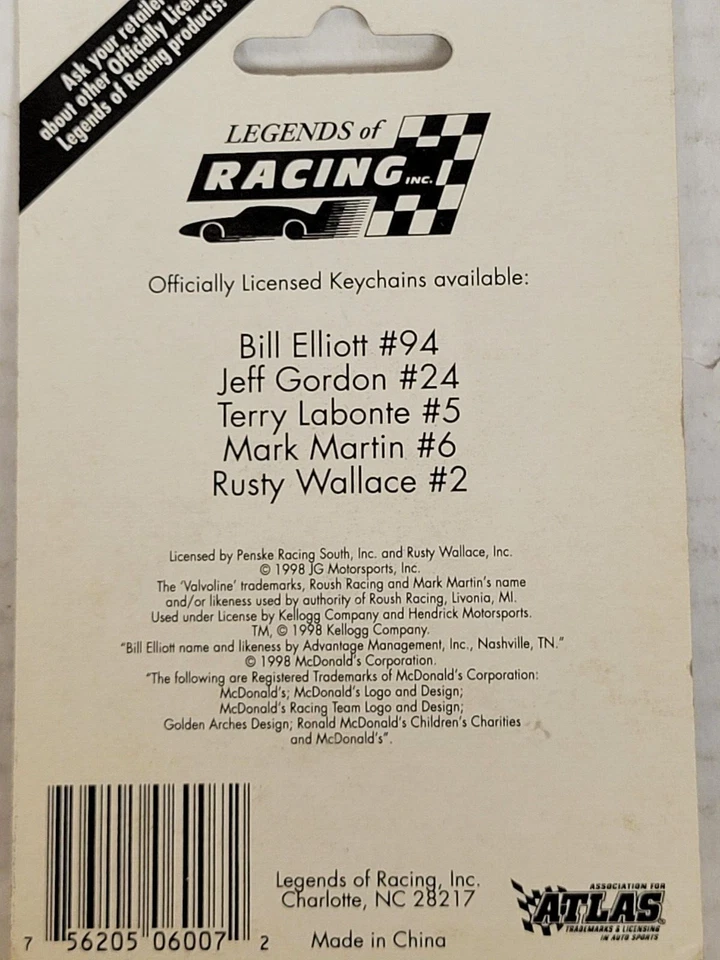 Ask your retailer
about other Officially Licen
Legends of Racing products!
LEGENDS of
RACING INC.
Officially Licensed Keychains available:
Bill Elliott #94
Jeff Gordon #24
Terry Labonte #5
Mark Martin #6
Rusty Wallace #2
Licensed by Penske Racing South, Inc. and Rusty Wallace, Inc.
© 1998 JG Motorsports, Inc.
The 'Valvoline' trademarks, Roush Racing and Mark Martin's name
and/or likeness used by authority of Roush Racing, Livonia, MI.
Used under License by Kellogg Company and Hendrick Motorsports.
TM, © 1998 Kellogg Company.
"Bill Elliott name and likeness by Advantage Management, Inc., Nashville, TN."
© 1998 McDonald's Corporation.
"The following are Registered Trademarks of McDonald's Corporation:
McDonald's; McDonald's Logo and Design;
McDonald's Racing Team Logo and Design;
Golden Arches Design; Ronald McDonald's Children's Charities
and McDonald's".
7 56205 06007 2
Legends of Racing, Inc.
Charlotte, NC 28217
Made in China
ASSOCIATION FOR
ATLAS
TRADEMARKS & LICENSING
IN AUTO SPORTS